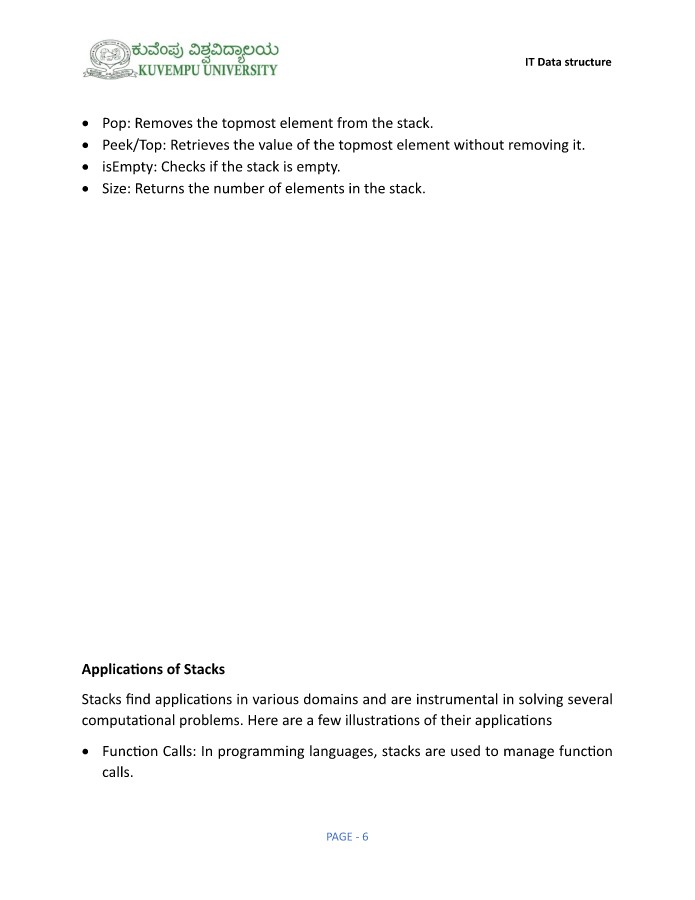 ಕುವೆಂಪು ವಿಶ್ವವಿದ್ಯಾಲಯ
KUVEMPU UNIVERSITY
IT Data structure
• Pop: Removes the topmost element from the stack.
• Peek/Top: Retrieves the value of the topmost element without removing it.
• isEmpty: Checks if the stack is empty.
• Size: Returns the number of elements in the stack.
Applications of Stacks
Stacks find applications in various domains and are instrumental in solving several
computational problems. Here are a few illustrations of their applications
• Function Calls: In programming languages, stacks are used to manage function
calls.
PAGE - 6